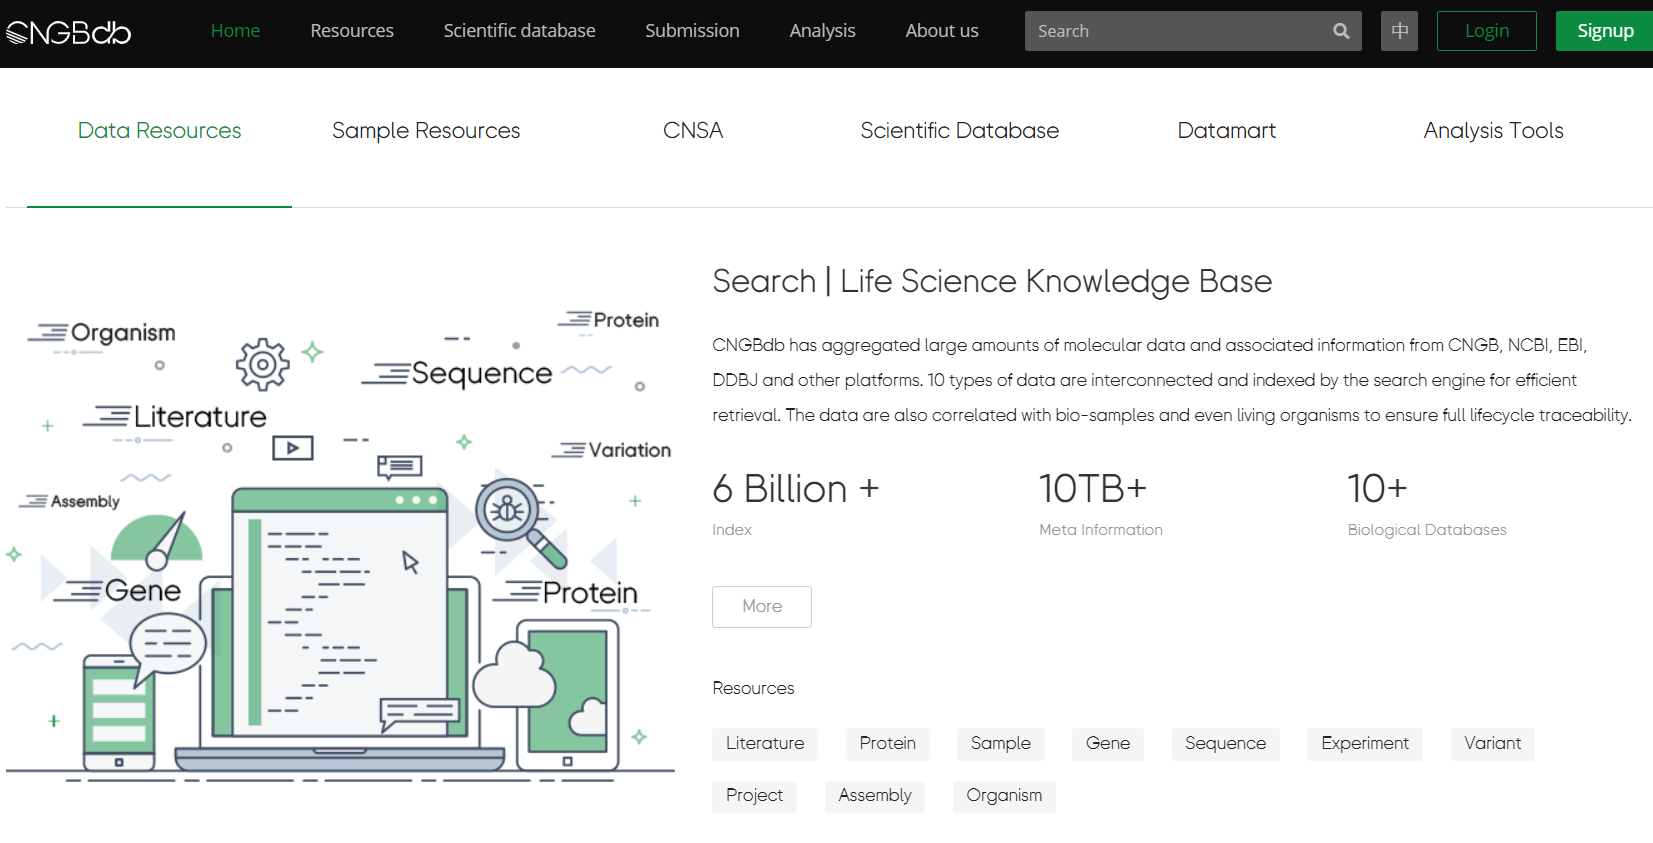 CNGBdb
Home Resources Scientific database Submission Analysis About us Search 中 Login Signup
Data Resources Sample Resources CNSA Scientific Database Datamart Analysis Tools
Search | Life Science Knowledge Base
CNGBdb has aggregated large amounts of molecular data and associated information from CNGB, NCBI, EBI,
DDBJ and other platforms. 10 types of data are interconnected and indexed by the search engine for efficient
retrieval. The data are also correlated with bio-samples and even living organisms to ensure full lifecycle traceability.
6 Billion + 10TB+ 10+
Index Meta Information Biological Databases
More
Resources
Literature Protein Sample Gene Sequence Experiment Variant
Project Assembly Organism
Organism
Protein
Sequence
Literature
Variation
Assembly
Gene
Protein